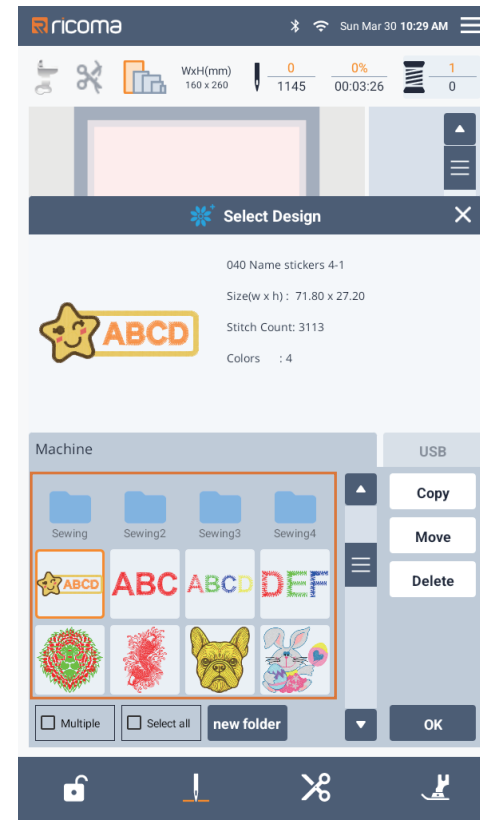 ricoma
Sun Mar 30 10:29 AM
WxH(mm)
160 x 260
0
1145
0%
00:03:26
1
0
Select Design
040 Name stickers 4-1
Size(w x h) : 71.80 x 27.20
Stitch Count: 3113
Colors : 4
ABCD
Machine
USB
Sewing Sewing2 Sewing3 Sewing4
Copy
Move
Delete
ABCD ABC ABCD DEF
Multiple Select all new folder
OK